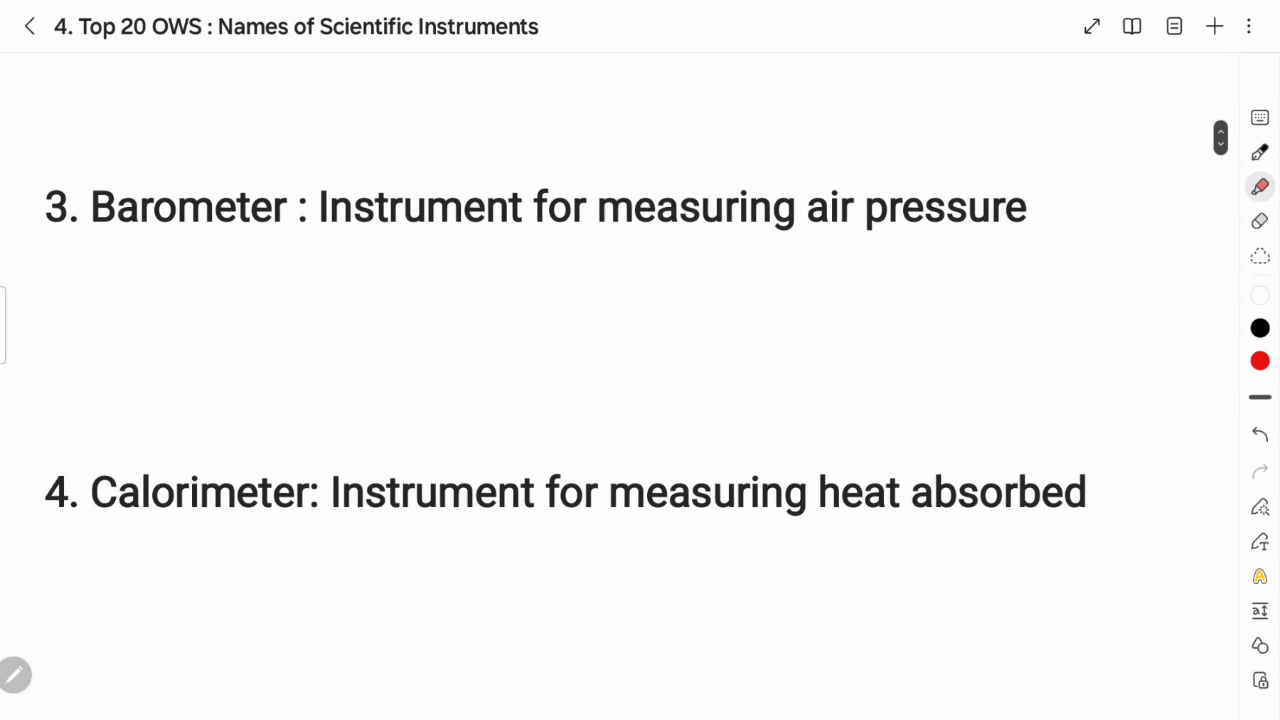 4. Top 20 OWS : Names of Scientific Instruments
3. Barometer : Instrument for measuring air pressure
4. Calorimeter: Instrument for measuring heat absorbed